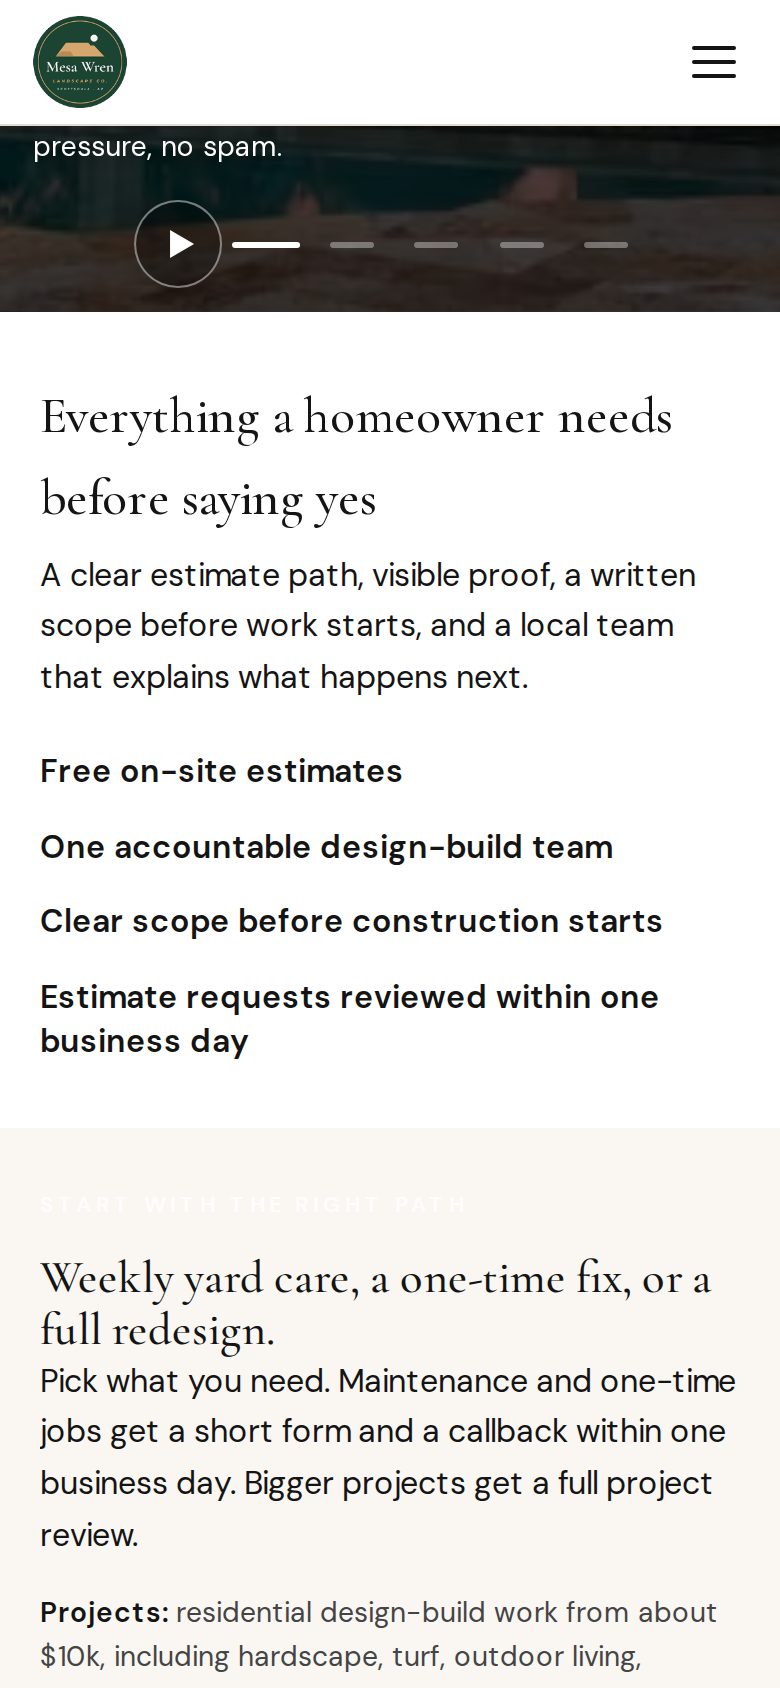 Mesa Wren
LANDSCAPE CO.
SCOTTSDALE · AZ
pressure, no spam.
Everything a homeowner needs
before saying yes
A clear estimate path, visible proof, a written
scope before work starts, and a local team
that explains what happens next.
Free on-site estimates
One accountable design-build team
Clear scope before construction starts
Estimate requests reviewed within one
business day
START WITH THE RIGHT PATH
Weekly yard care, a one-time fix, or a
full redesign.
Pick what you need. Maintenance and one-time
jobs get a short form and a callback within one
business day. Bigger projects get a full project
review.
Projects: residential design-build work from about
$10k, including hardscape, turf, outdoor living,